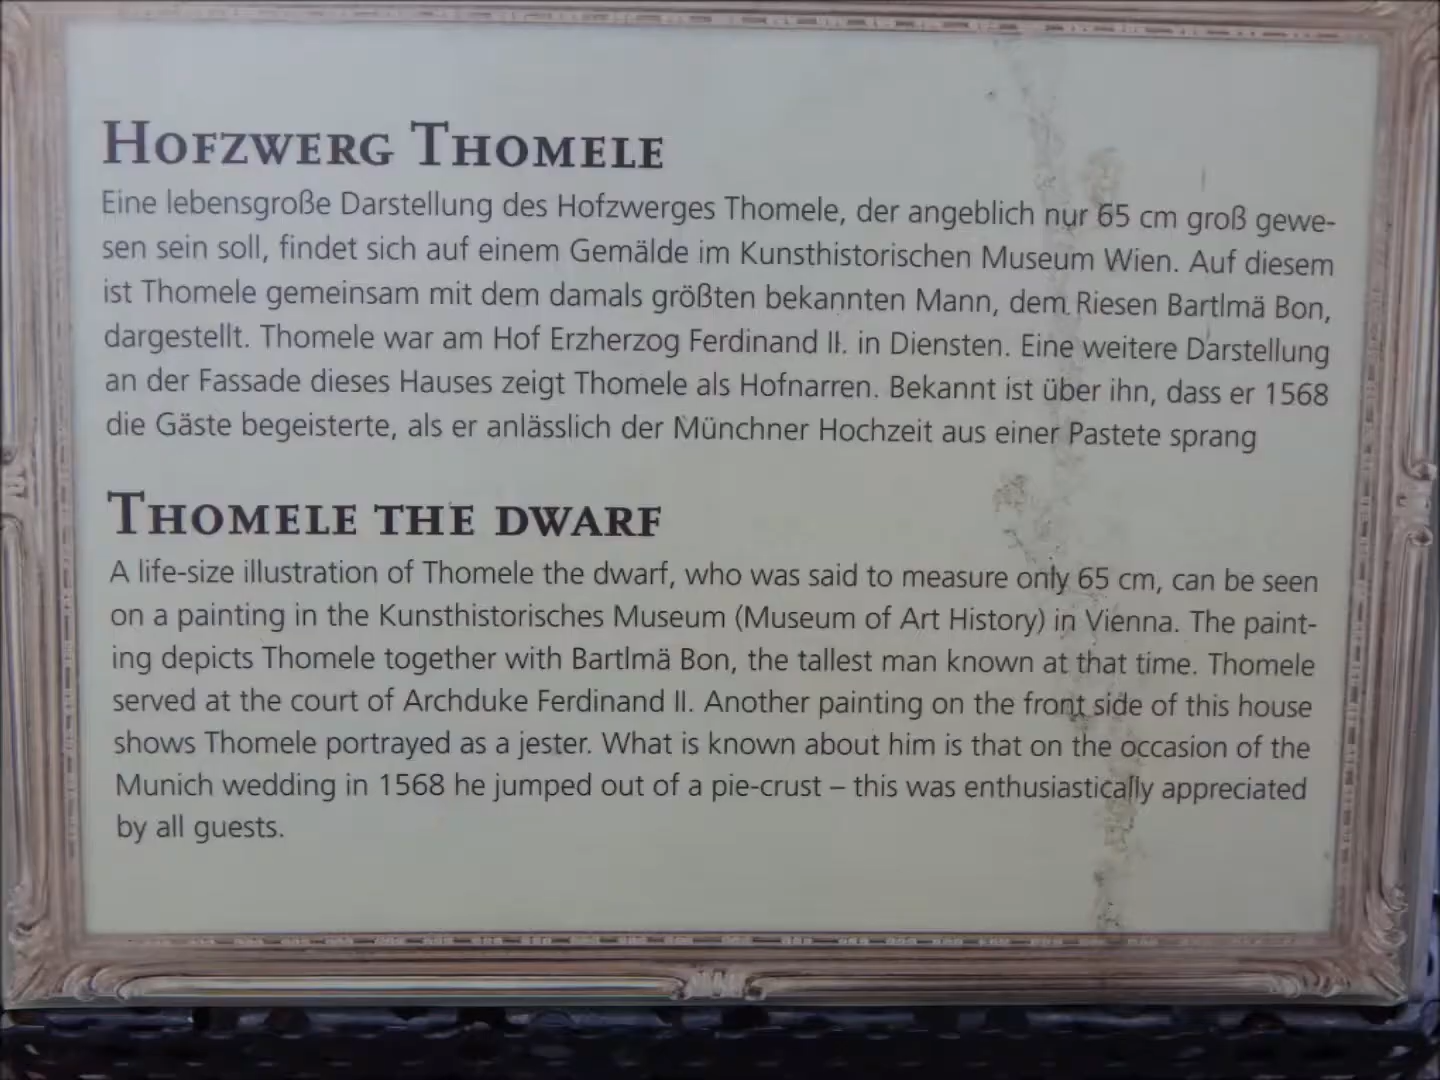 HOFZWERG THOMELE
Eine lebensgroße Darstellung des Hofzwerges Thomele, der angeblich nur 65 cm groß gewe-
sen sein soll, findet sich auf einem Gemälde im Kunsthistorischen Museum Wien. Auf diesem
ist Thomele gemeinsam mit dem damals größten bekannten Mann, dem Riesen Bartlmä Bon,
dargestellt. Thomele war am Hof Erzherzog Ferdinand II. in Diensten. Eine weitere Darstellung
an der Fassade dieses Hauses zeigt Thomele als Hofnarren. Bekannt ist über ihn, dass er 1568
die Gäste begeisterte, als er anlässlich der Münchner Hochzeit aus einer Pastete sprang
THOMELE THE DWARF
A life-size illustration of Thomele the dwarf, who was said to measure only 65 cm, can be seen
on a painting in the Kunsthistorisches Museum (Museum of Art History) in Vienna. The paint-
ing depicts Thomele together with Bartlmä Bon, the tallest man known at that time. Thomele
served at the court of Archduke Ferdinand II. Another painting on the front side of this house
shows Thomele portrayed as a jester. What is known about him is that on the occasion of the
Munich wedding in 1568 he jumped out of a pie-crust – this was enthusiastically appreciated
by all guests.